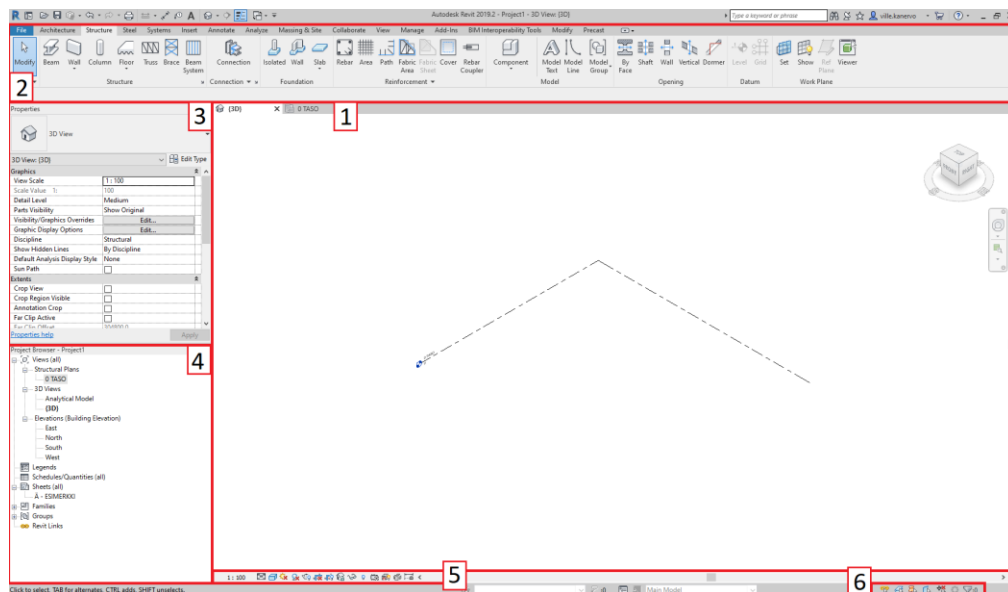 Autodesk Revit 2019.2 - Project1 - 3D View: {3D}
Type a keyword or phrase
ville.kanervo
File Architecture Structure Steel Systems Insert Annotate Analyze Massing & Site Collaborate View Manage Add-Ins BIM Interoperability Tools Modify Precast
Modify Beam Wall Column Floor Truss Brace Beam System Connection Isolated Wall Slab Rebar Area Path Fabric Area Fabric Sheet Cover Rebar Coupler Component Model Text Model Line Model Group By Face Shaft Wall Vertical Dormer Level Grid Set Show Ref Plane Viewer
Structure Connection Foundation Reinforcement Model Opening Datum Work Plane
2
Properties
3
{3D} X 0 TASO
1
3D View
3D View: {3D} Edit Type
Graphics
View Scale 1 : 100
Scale Value 1: 100
Detail Level Medium
Parts Visibility Show Original
Visibility/Graphics Overrides Edit...
Graphic Display Options Edit...
Discipline Structural
Show Hidden Lines By Discipline
Default Analysis Display Style None
Sun Path
Extents
Crop View
Crop Region Visible
Annotation Crop
Far Clip Active
Far Clip Offset
Properties help Apply
Project Browser - Project1
4
Views (all)
Structural Plans
0 TASO
3D Views
Analytical Model
{3D}
Elevations (Building Elevation)
East
North
South
West
Legends
Schedules/Quantities (all)
Sheets (all)
A - ESIMERKKI
Families
Groups
Revit Links
TOP
1 : 100
5
6
Click to select, TAB for alternates, CTRL adds, SHIFT unselects.
:0 Main Model